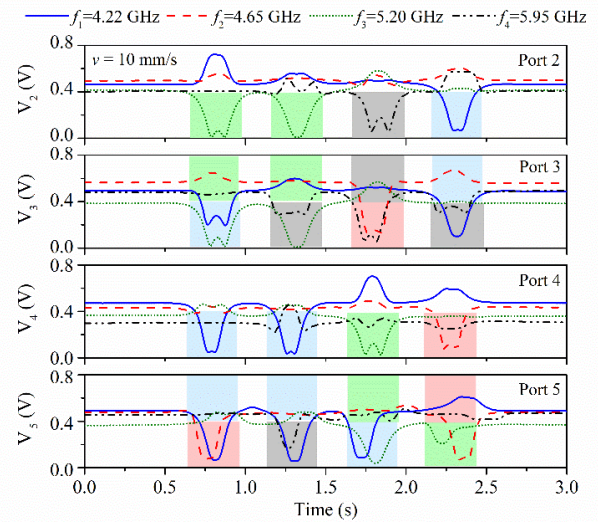 f₁=4.22 GHz f₂=4.65 GHz f₃=5.20 GHz f₄=5.95 GHz
0.8
v = 10 mm/s Port 2
V₂ (V)
0.4
0.0
0.8
Port 3
V₃ (V)
0.4
0.0
0.8
Port 4
V₄ (V)
0.4
0.0
0.8
Port 5
V₅ (V)
0.4
0.0
0.0 0.5 1.0 1.5 2.0 2.5 3.0
Time (s)